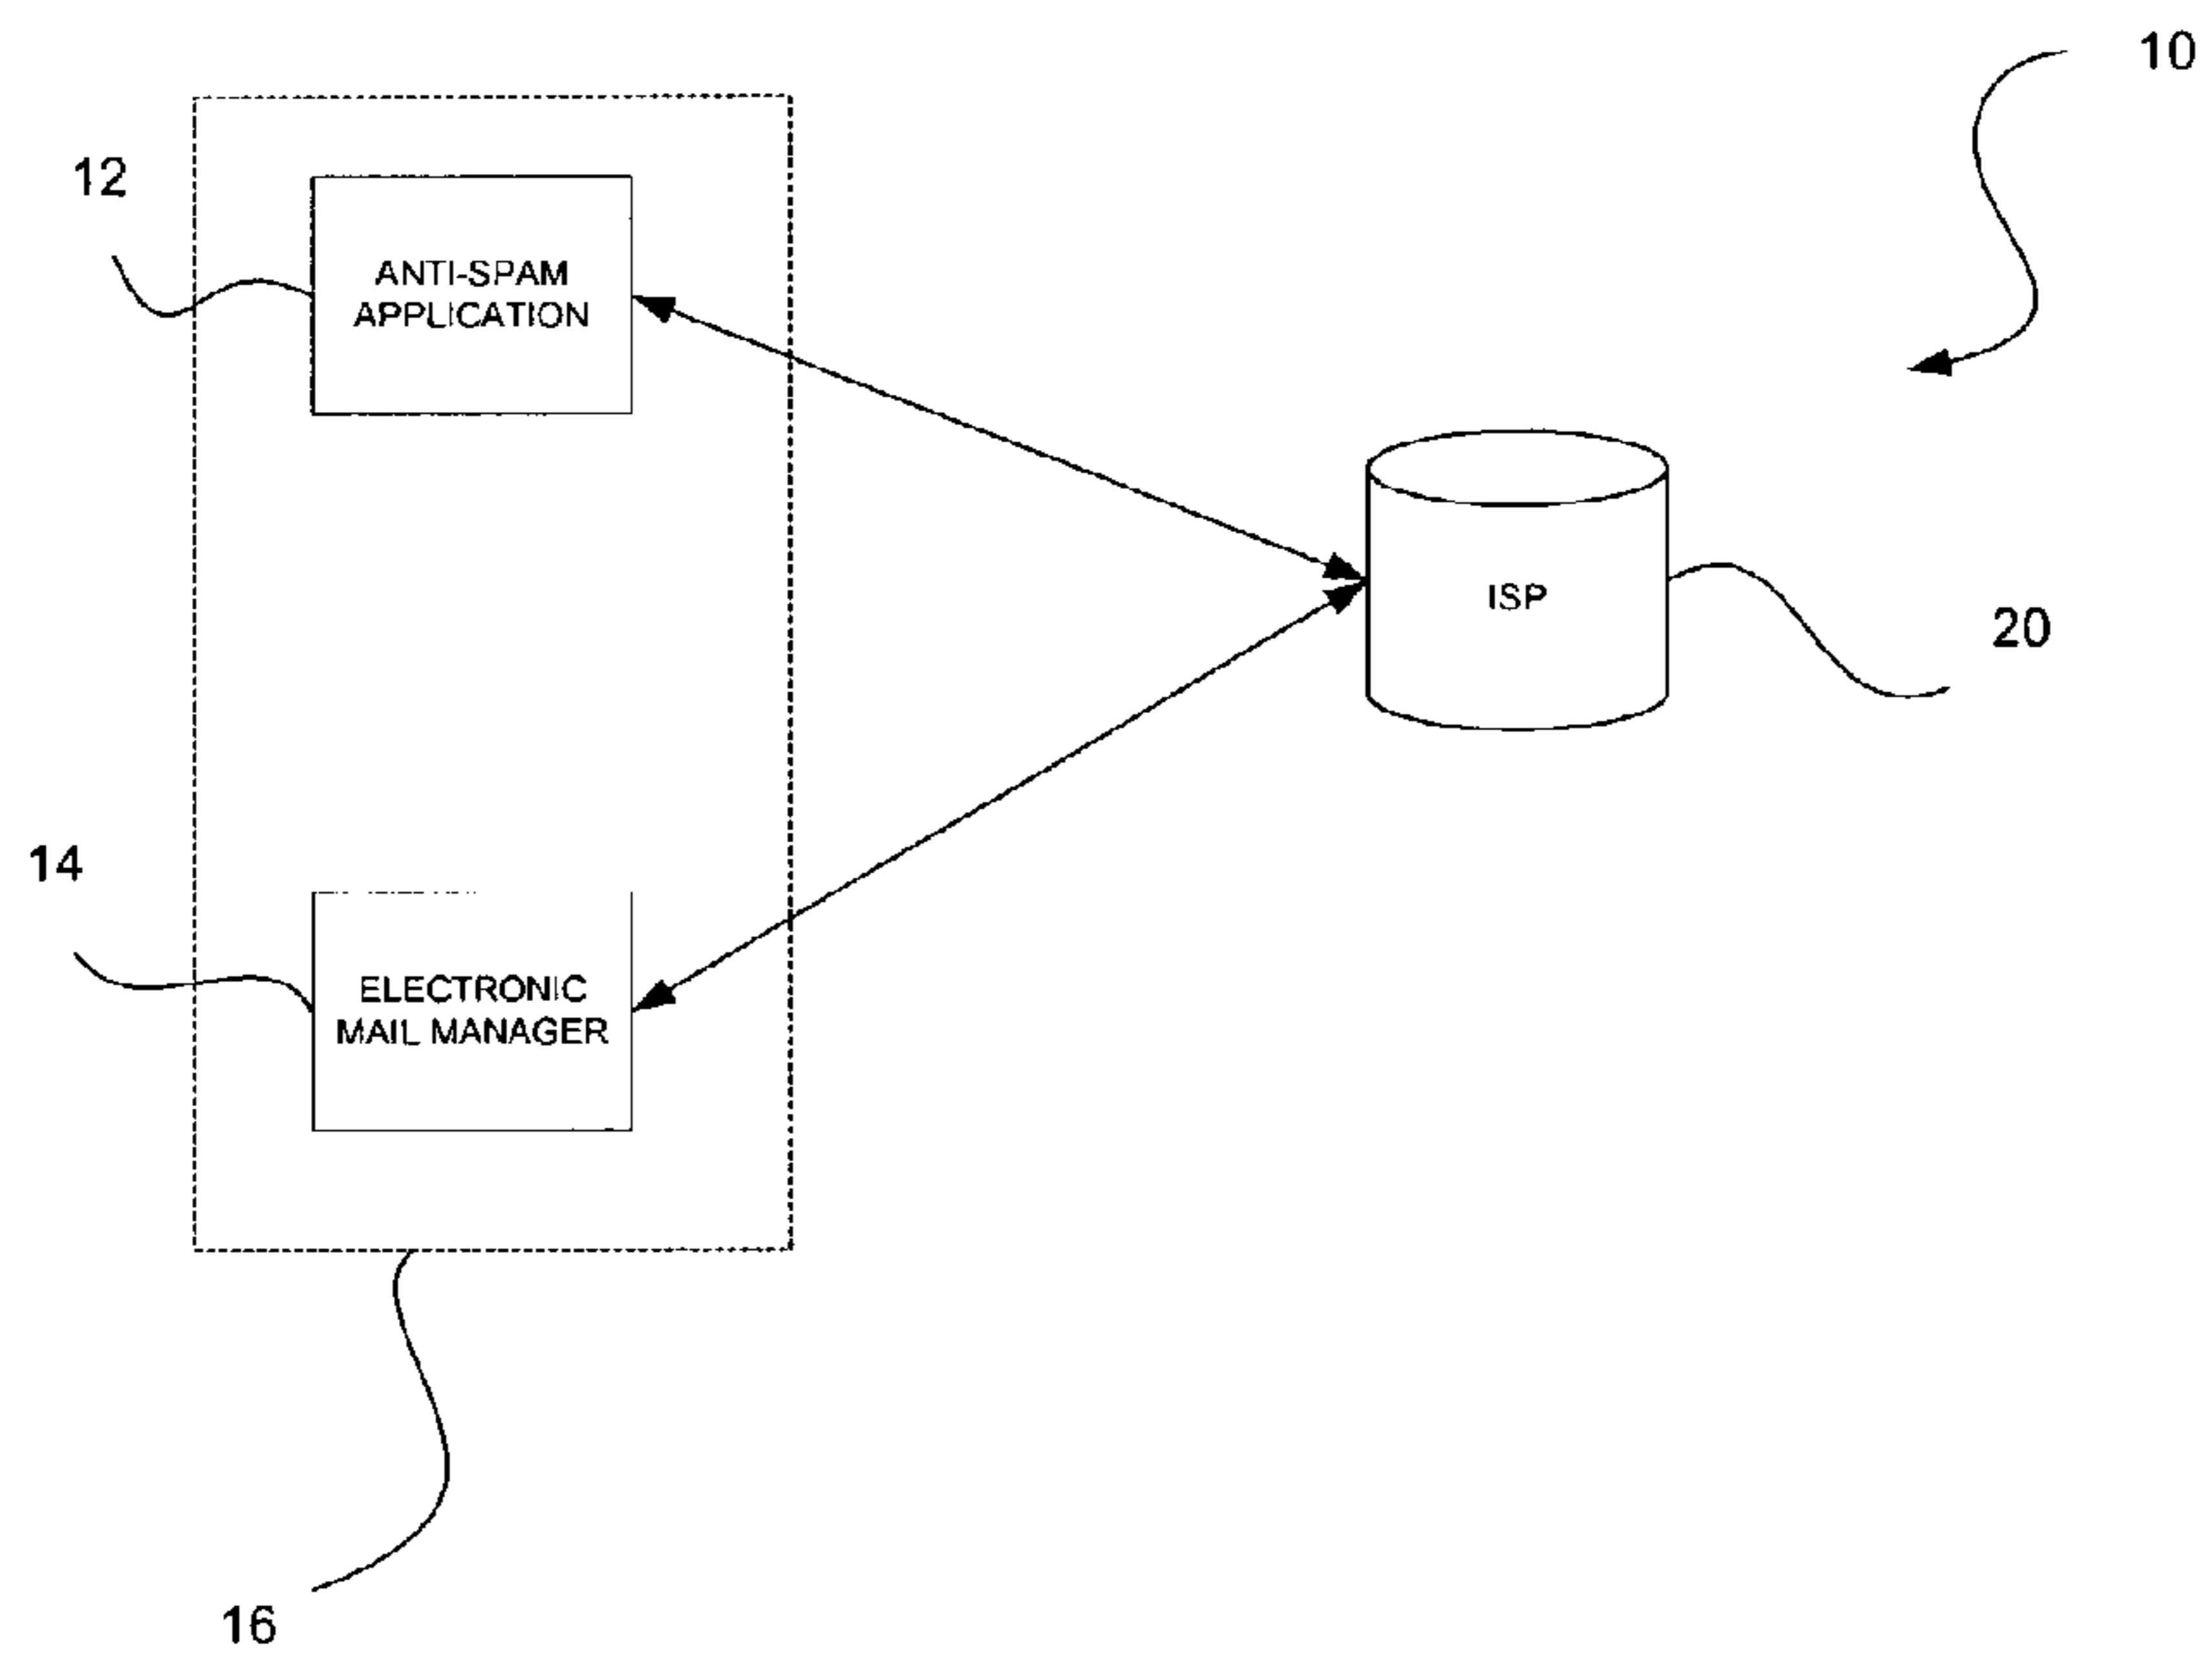 10
12
ANTI-SPAM
APPLICATION
ISP
20
14
ELECTRONIC
MAIL MANAGER
16